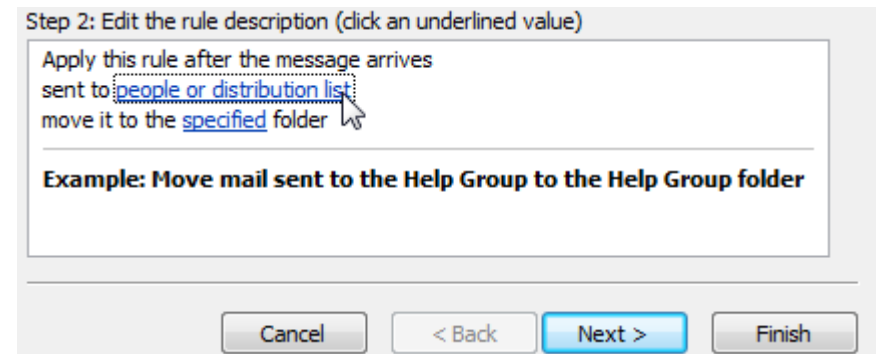 Step 2: Edit the rule description (click an underlined value)
Apply this rule after the message arrives
sent to people or distribution list
move it to the specified folder
Example: Move mail sent to the Help Group to the Help Group folder
Cancel < Back Next > Finish